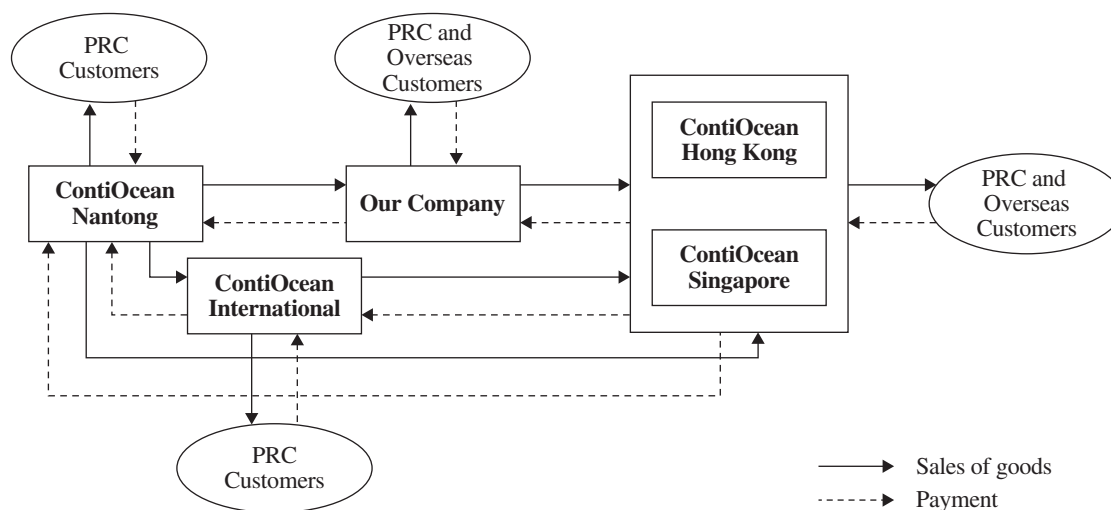 PRC
Customers
PRC and
Overseas
Customers
ContiOcean
Hong Kong
ContiOcean
Nantong
Our Company
PRC and
Overseas
Customers
ContiOcean
International
ContiOcean
Singapore
PRC
Customers
Sales of goods
Payment